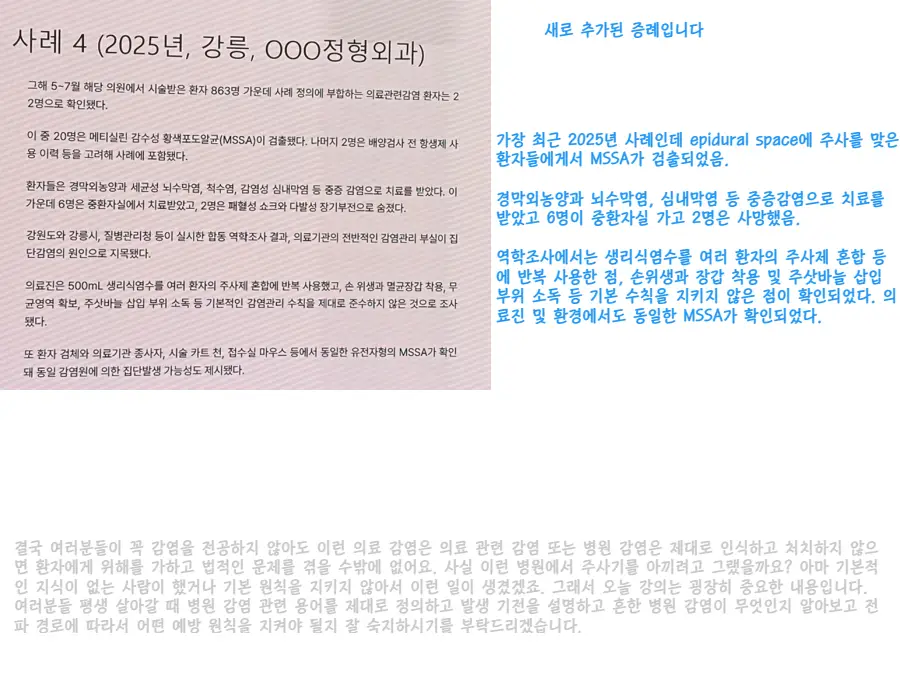 사례 4 (2025년, 강릉, OOO정형외과)
그해 5~7월 해당 의원에서 시술받은 환자 863명 가운데 사례 정의에 부합하는 의료관련감염 환자는 2
2명으로 확인됐다.
이 중 20명은 메티실린 감수성 황색포도알균(MSSA)이 검출됐다. 나머지 2명은 배양검사 전 항생제 사
용 이력 등을 고려해 사례에 포함됐다.
환자들은 경막외농양과 세균성 뇌수막염, 척수염, 감염성 심내막염 등 중증 감염으로 치료를 받았다. 이
가운데 6명은 중환자실에서 치료받았고, 2명은 패혈성 쇼크와 다발성 장기부전으로 숨졌다.
강원도와 강릉시, 질병관리청 등이 실시한 합동 역학조사 결과, 의료기관의 전반적인 감염관리 부실이 집
단감염의 원인으로 지목됐다.
의료진은 500mL 생리식염수를 여러 환자의 주사제 혼합에 반복 사용했고, 손 위생과 멸균장갑 착용, 무
균영역 확보, 주삿바늘 삽입 부위 소독 등 기본적인 감염관리 수칙을 제대로 준수하지 않은 것으로 조사
됐다.
또 환자 검체와 의료기관 종사자, 시술 카트 천, 접수실 마우스 등에서 동일한 유전자형의 MSSA가 확인
돼 동일 감염원에 의한 집단발생 가능성도 제시됐다.
새로 추가된 증례입니다
가장 최근 2025년 사례인데 epidural space에 주사를 맞은
환자들에게서 MSSA가 검출되었음.
경막외농양과 뇌수막염, 심내막염 등 중증감염으로 치료를
받았고 6명이 중환자실 가고 2명은 사망했음.
역학조사에서는 생리식염수를 여러 환자의 주사제 혼합 등
에 반복 사용한 점, 손위생과 장갑 착용 및 주삿바늘 삽입
부위 소독 등 기본 수칙을 지키지 않은 점이 확인되었다. 의
료진 및 환경에서도 동일한 MSSA가 확인되었다.
결국 여러분들이 꼭 감염을 전공하지 않아도 이런 의료 감염은 의료 관련 감염 또는 병원 감염은 제대로 인식하고 처치하지 않으
면 환자에게 위해를 가하고 법적인 문제를 겪을 수밖에 없어요. 사실 이런 병원에서 주사기를 아끼려고 그랬을까요? 아마 기본적
인 지식이 없는 사람이 했거나 기본 원칙을 지키지 않아서 이런 일이 생겼겠죠. 그래서 오늘 강의는 굉장히 중요한 내용입니다.
여러분들 평생 살아갈 때 병원 감염 관련 용어를 제대로 정의하고 발생 기전을 설명하고 흔한 병원 감염이 무엇인지 알아보고 전
파 경로에 따라서 어떤 예방 원칙을 지켜야 될지 잘 숙지하시기를 부탁드리겠습니다.